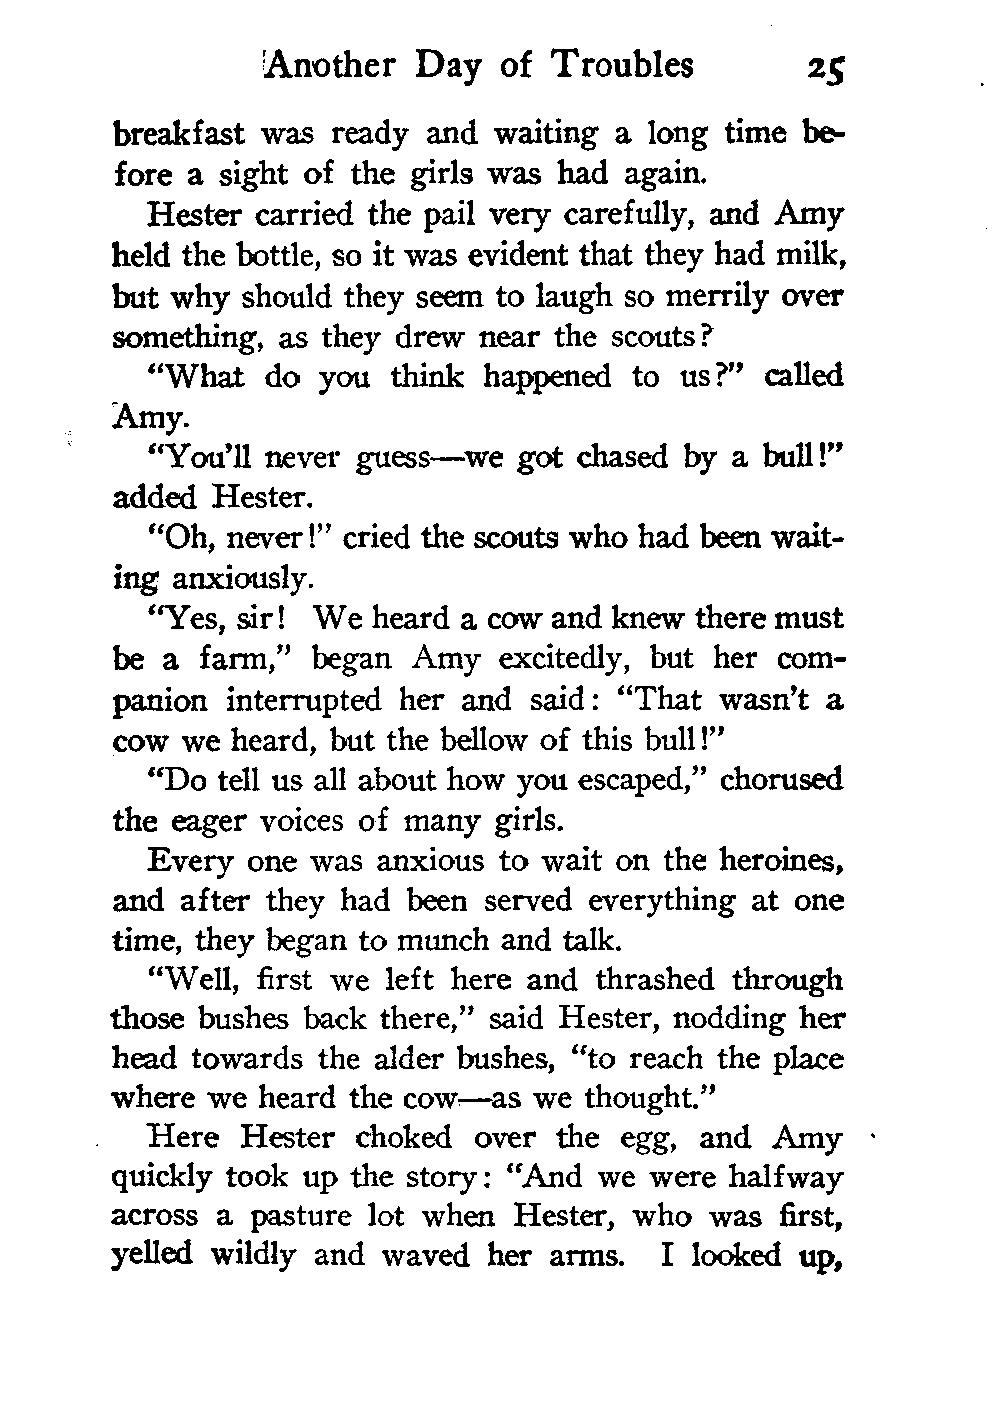 Another Day of Troubles 25
breakfast was ready and waiting a long time be-
fore a sight of the girls was had again.
Hester carried the pail very carefully, and Amy
held the bottle, so it was evident that they had milk,
but why should they seem to laugh so merrily over
something, as they drew near the scouts?
“What do you think happened to us?” called
Amy.
“You’ll never guess—we got chased by a bull!”
added Hester.
“Oh, never!” cried the scouts who had been wait-
ing anxiously.
“Yes, sir! We heard a cow and knew there must
be a farm,” began Amy excitedly, but her com-
panion interrupted her and said: “That wasn’t a
cow we heard, but the bellow of this bull!”
“Do tell us all about how you escaped,” chorused
the eager voices of many girls.
Every one was anxious to wait on the heroines,
and after they had been served everything at one
time, they began to munch and talk.
“Well, first we left here and thrashed through
those bushes back there,” said Hester, nodding her
head towards the alder bushes, “to reach the place
where we heard the cow—as we thought.”
Here Hester choked over the egg, and Amy
quickly took up the story: “And we were halfway
across a pasture lot when Hester, who was first,
yelled wildly and waved her arms. I looked up,